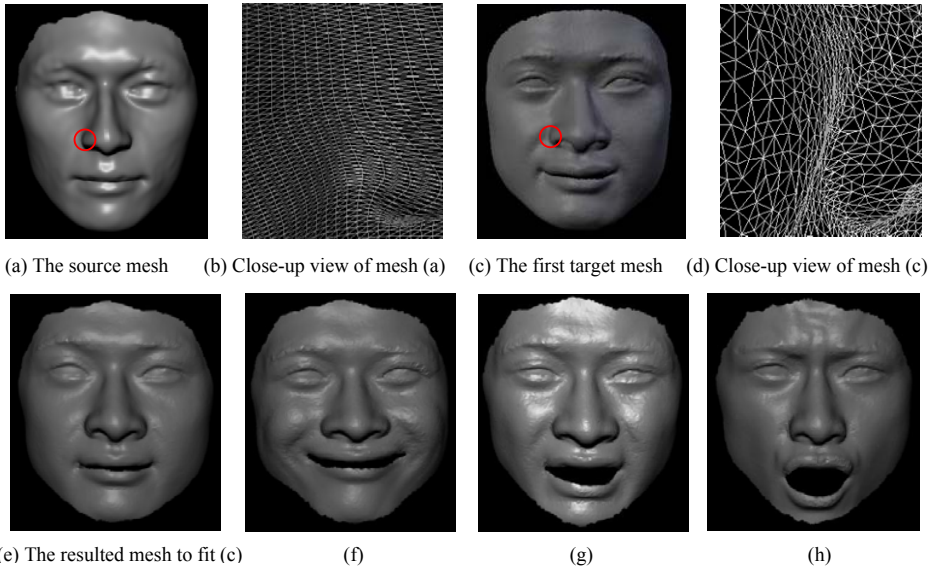 (a) The source mesh (b) Close-up view of mesh (a) (c) The first target mesh (d) Close-up view of mesh (c)
(e) The resulted mesh to fit (c) (f) (g) (h)